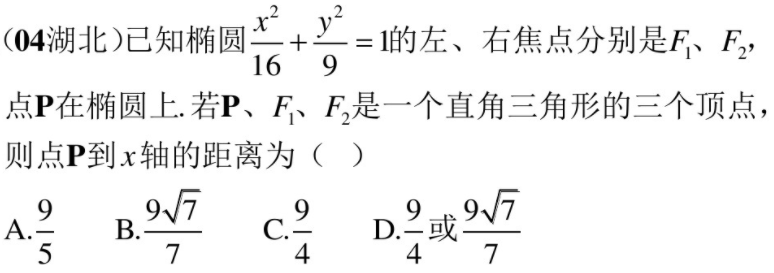 (04湖北)已知椭圆x²/16 + y²/9 = 1的左、右焦点分别是F₁、F₂,
点P在椭圆上.若P、F₁、F₂是一个直角三角形的三个顶点,
则点P到x轴的距离为( )
A.9/5 B.9√7/7 C.9/4 D.9/4或9√7/7